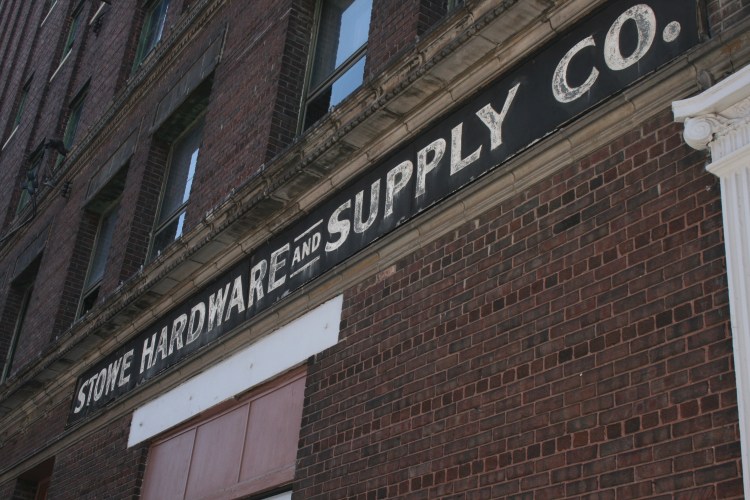 STOWE HARDWARE AND SUPPLY CO.